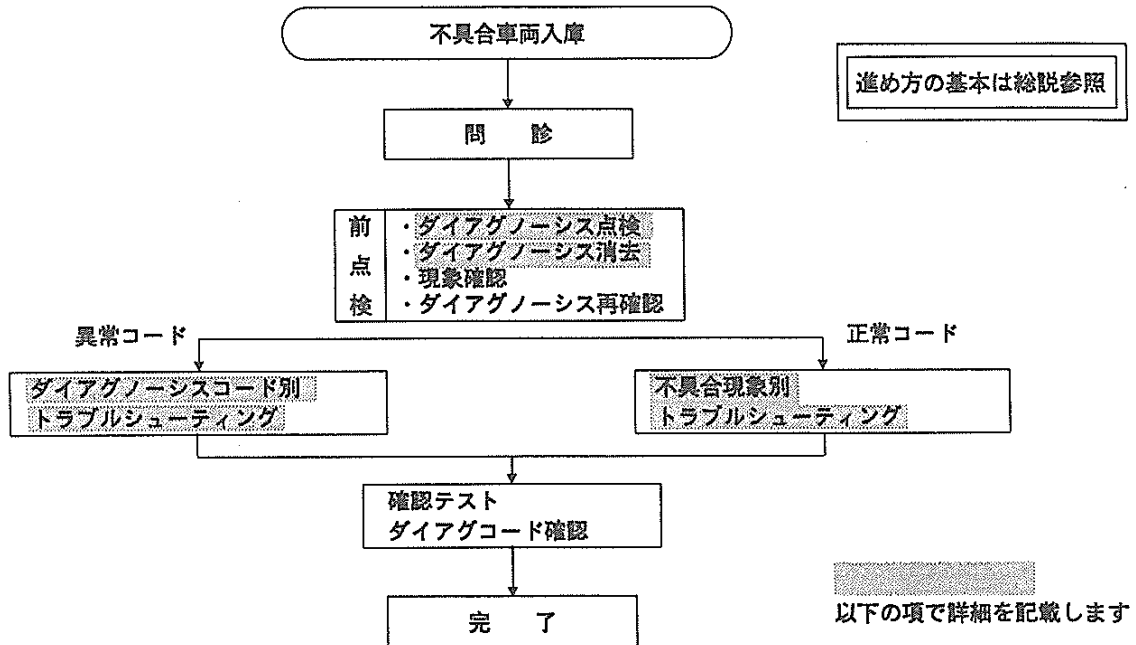 不具合車両入庫
進め方の基本は総説参照
問 診
前点検
・ダイアグノーシス点検
・ダイアグノーシス消去
・現象確認
・ダイアグノーシス再確認
異常コード
正常コード
ダイアグノーシスコード別
トラブルシューティング
不具合現象別
トラブルシューティング
確認テスト
ダイアグコード確認
完 了
以下の項で詳細を記載します